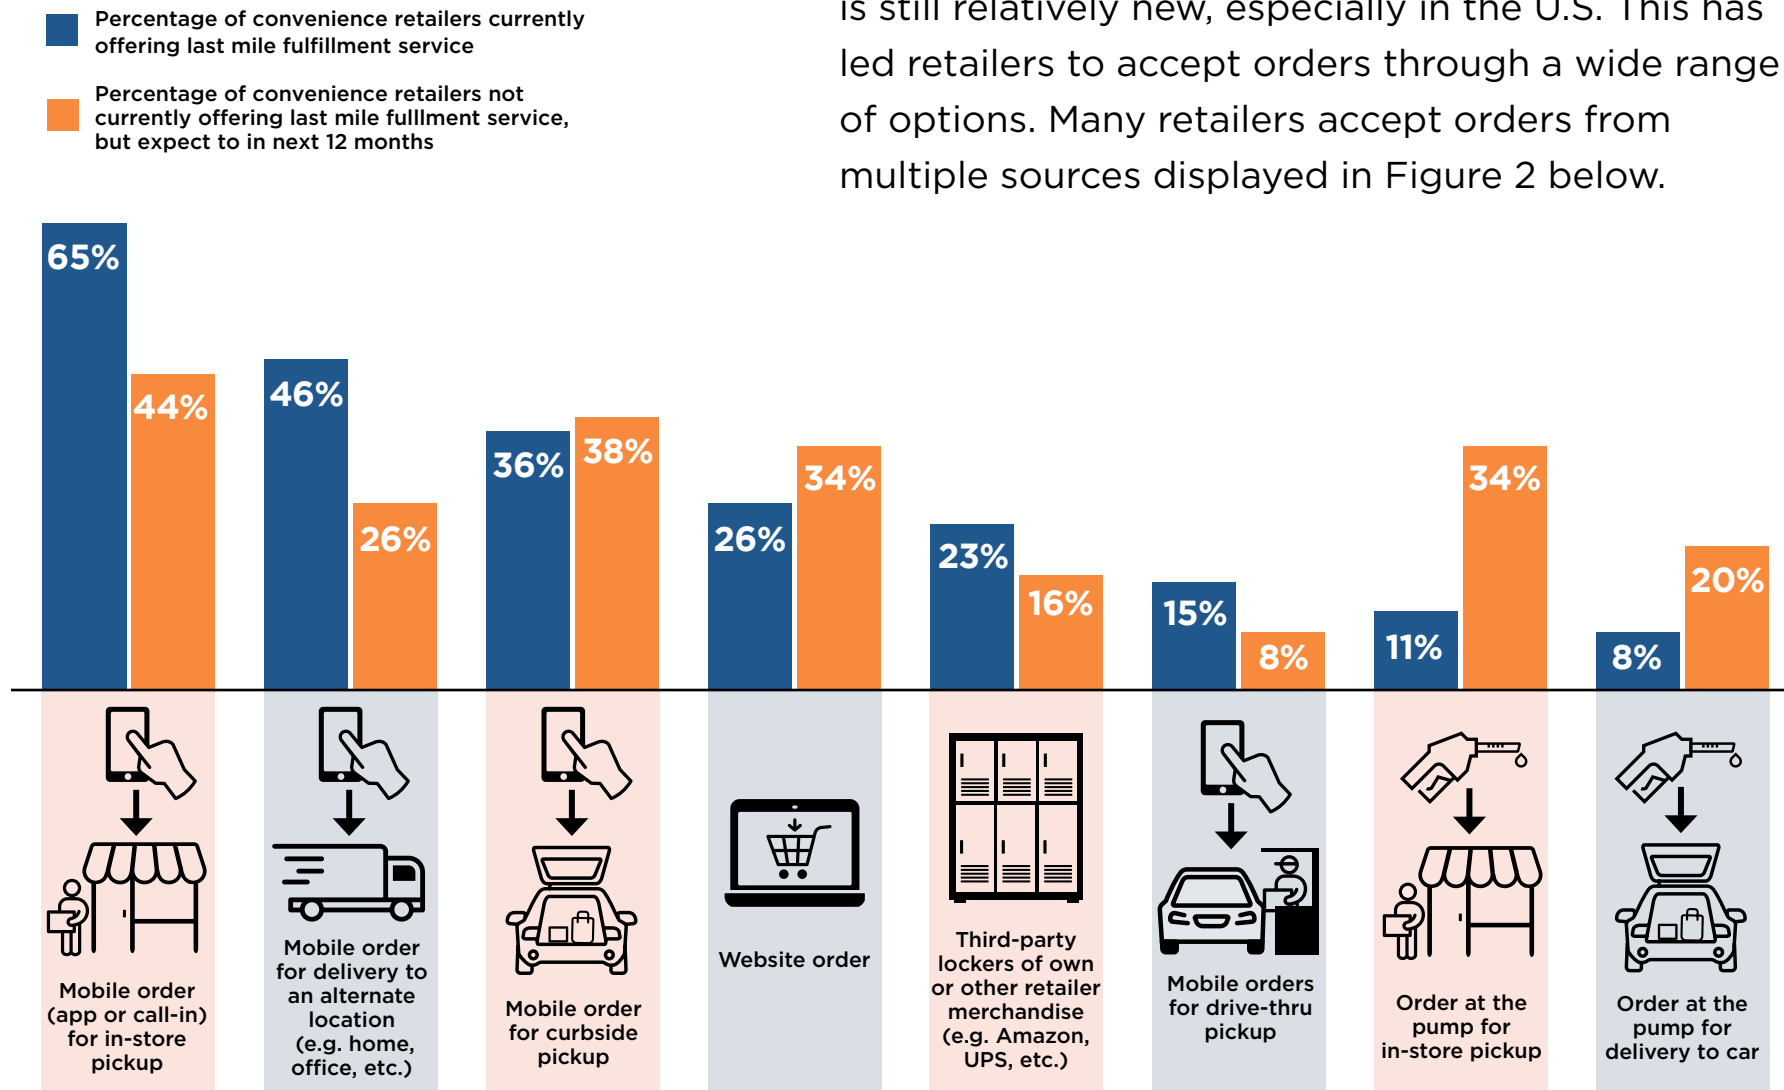 Percentage of convenience retailers currently
offering last mile fulfillment service
Percentage of convenience retailers not
currently offering last mile fulllment service,
but expect to in next 12 months
is still relatively new, especially in the U.S. This has
led retailers to accept orders through a wide range
of options. Many retailers accept orders from
multiple sources displayed in Figure 2 below.
65%
44%
46%
26%
36%
38%
26%
34%
23%
16%
15%
8%
11%
34%
8%
20%
Mobile order
(app or call-in)
for in-store
pickup
Mobile order
for delivery to
an alternate
location
(e.g. home,
office, etc.)
Mobile order
for curbside
pickup
Website order
Third-party
lockers of own
or other retailer
merchandise
(e.g. Amazon,
UPS, etc.)
Mobile orders
for drive-thru
pickup
Order at the
pump for
in-store pickup
Order at the
pump for
delivery to car